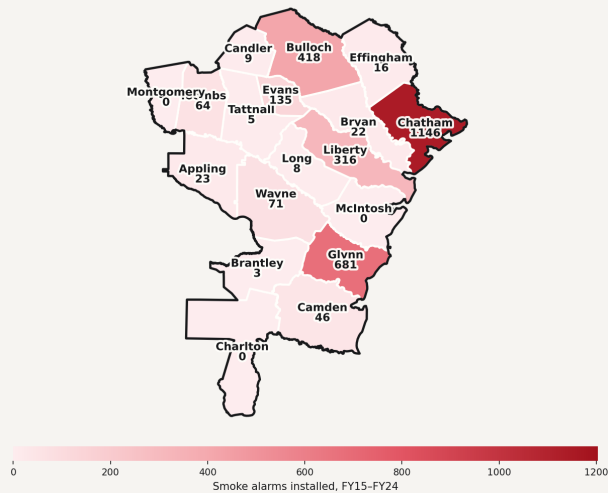 Candler
9
Bulloch
418
Effingham
16
Montgomery
0
64
Evans
135
Tattnall
5
Bryan
22
Chatham
1146
Liberty
316
Long
8
Appling
23
Wayne
71
McIntosh
0
Glynn
681
Brantley
3
Camden
46
Charlton
0
0 200 400 600 800 1000 1200
Smoke alarms installed, FY15–FY24